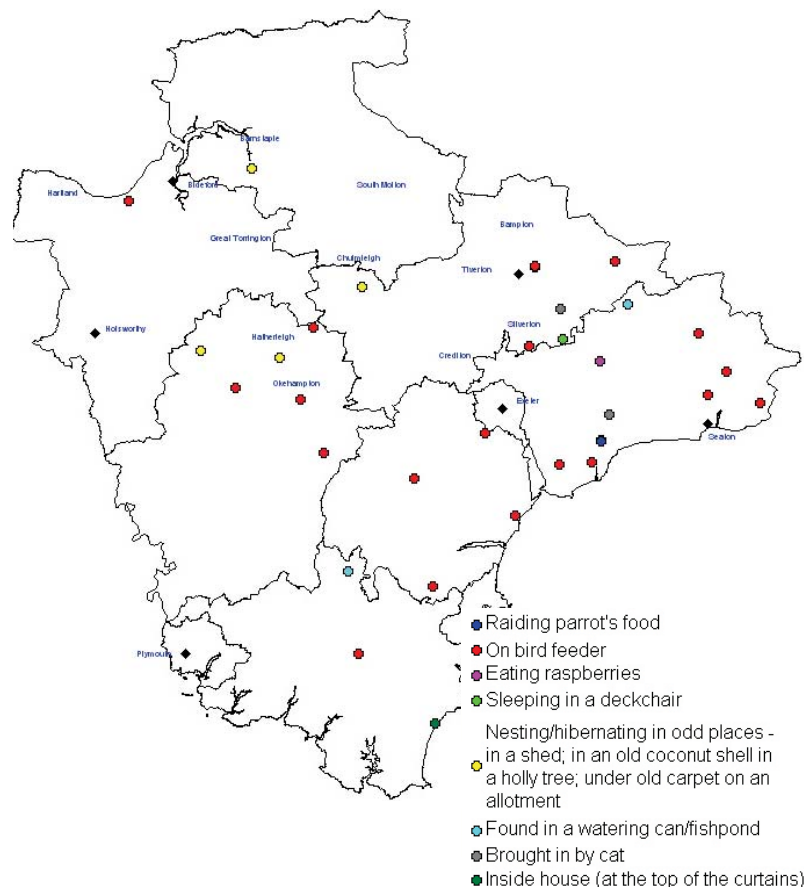 Barnstaple
Hartland
Bideford
South Molton
Great Torrington
Bampton
Chulmleigh
Tiverton
Holsworthy
Silverton
Hatherleigh
Crediton
Okehampton
Exeter
Seaton
Plymouth
Raiding parrot's food
On bird feeder
Eating raspberries
Sleeping in a deckchair
Nesting/hibernating in odd places -
in a shed; in an old coconut shell in
a holly tree; under old carpet on an
allotment
Found in a watering can/fishpond
Brought in by cat
Inside house (at the top of the curtains)